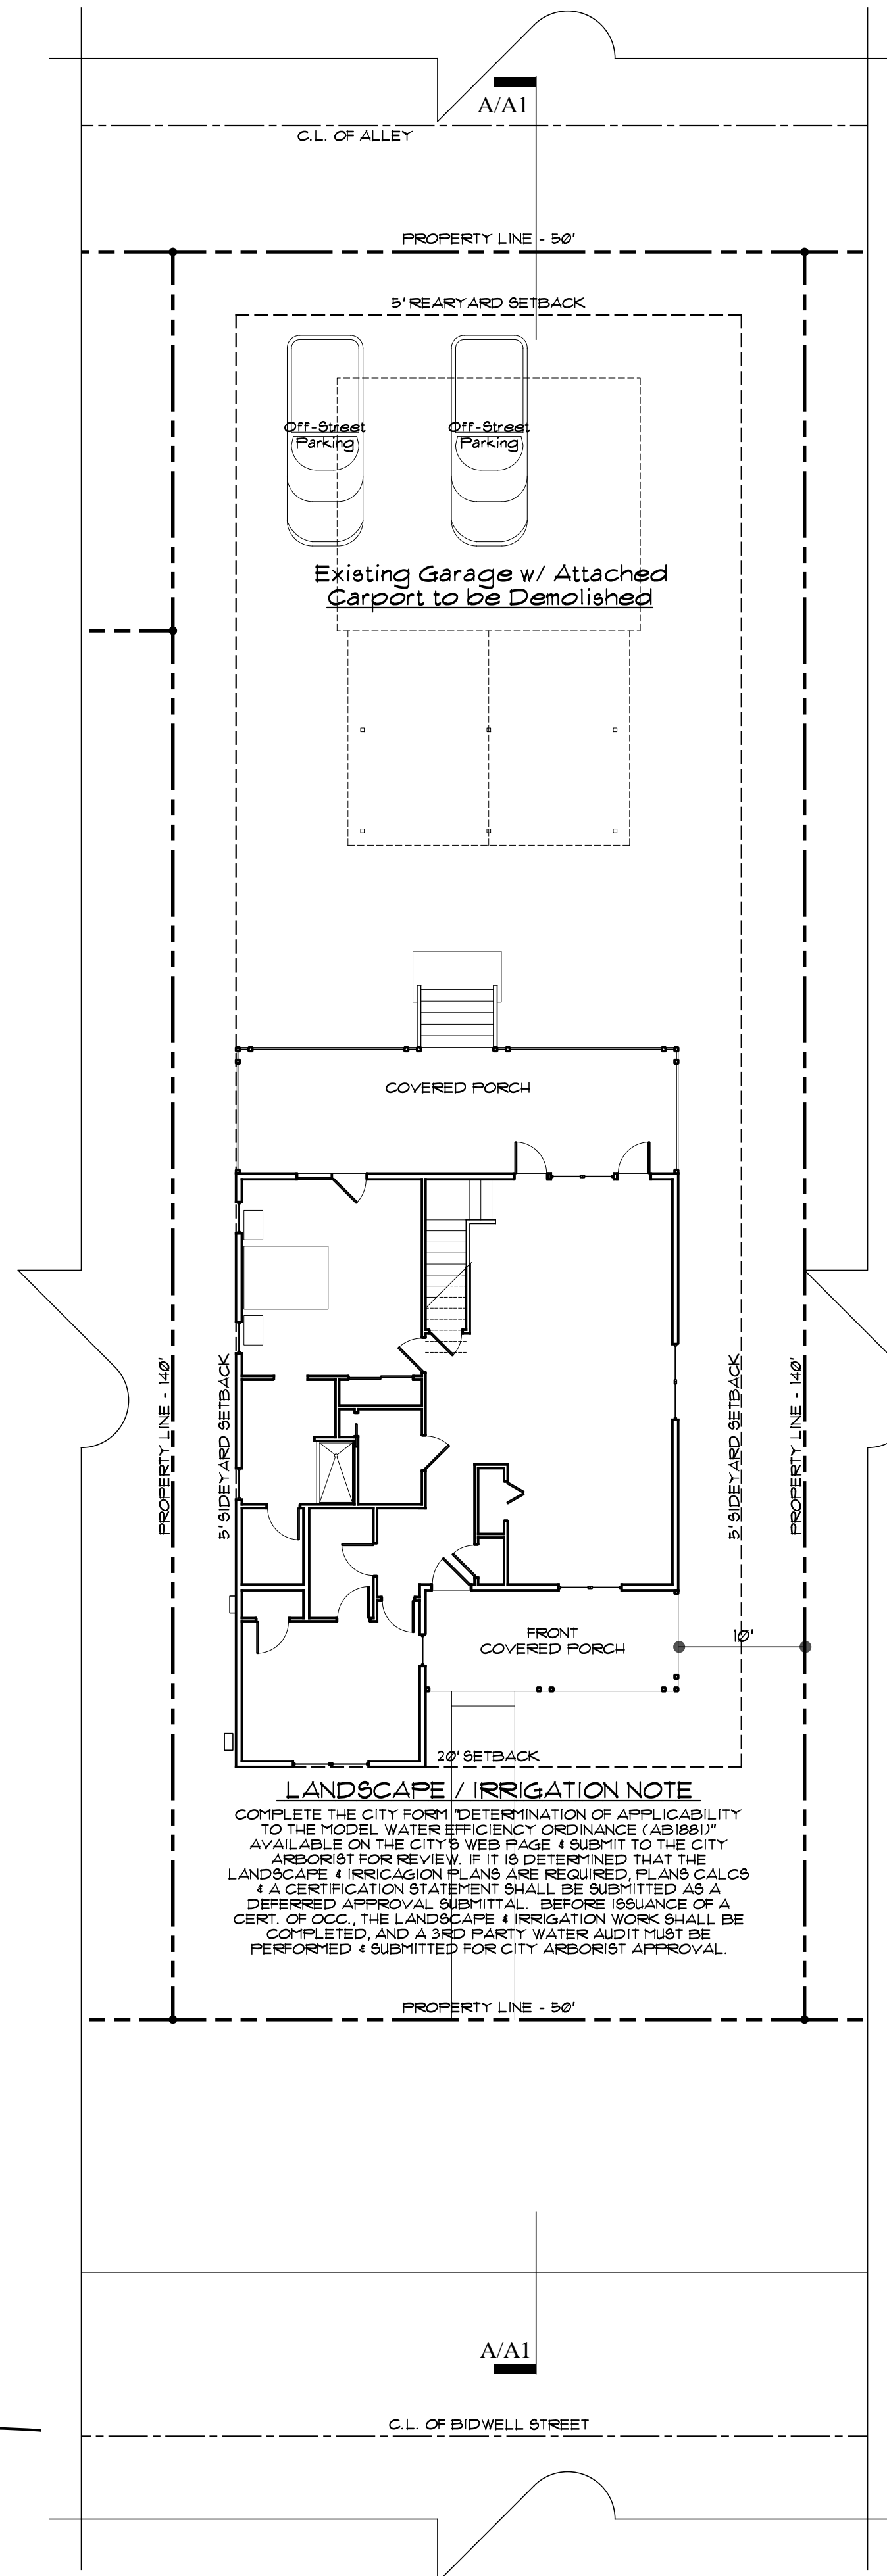 A/A1
C.L. OF ALLEY
PROPERTY LINE - 50'
5' REARYARD SETBACK
Off-Street
Parking
Off-Street
Parking
Existing Garage w/ Attached
Carport to be Demolished
COVERED PORCH
PROPERTY LINE - 140'
5' SIDEYARD SETBACK
5' SIDEYARD SETBACK
PROPERTY LINE - 140'
FRONT
COVERED PORCH
10'
20' SETBACK
LANDSCAPE / IRRIGATION NOTE
COMPLETE THE CITY FORM "DETERMINATION OF APPLICABILITY
TO THE MODEL WATER EFFICIENCY ORDINANCE (AB1881)"
AVAILABLE ON THE CITY'S WEB PAGE & SUBMIT TO THE CITY
ARBORIST FOR REVIEW. IF IT IS DETERMINED THAT THE
LANDSCAPE & IRRICAGION PLANS ARE REQUIRED, PLANS CALCS
& A CERTIFICATION STATEMENT SHALL BE SUBMITTED AS A
DEFERRED APPROVAL SUBMITTAL. BEFORE ISSUANCE OF A
CERT. OF OCC., THE LANDSCAPE & IRRIGATION WORK SHALL BE
COMPLETED, AND A 3RD PARTY WATER AUDIT MUST BE
PERFORMED & SUBMITTED FOR CITY ARBORIST APPROVAL.
PROPERTY LINE - 50'
A/A1
C.L. OF BIDWELL STREET